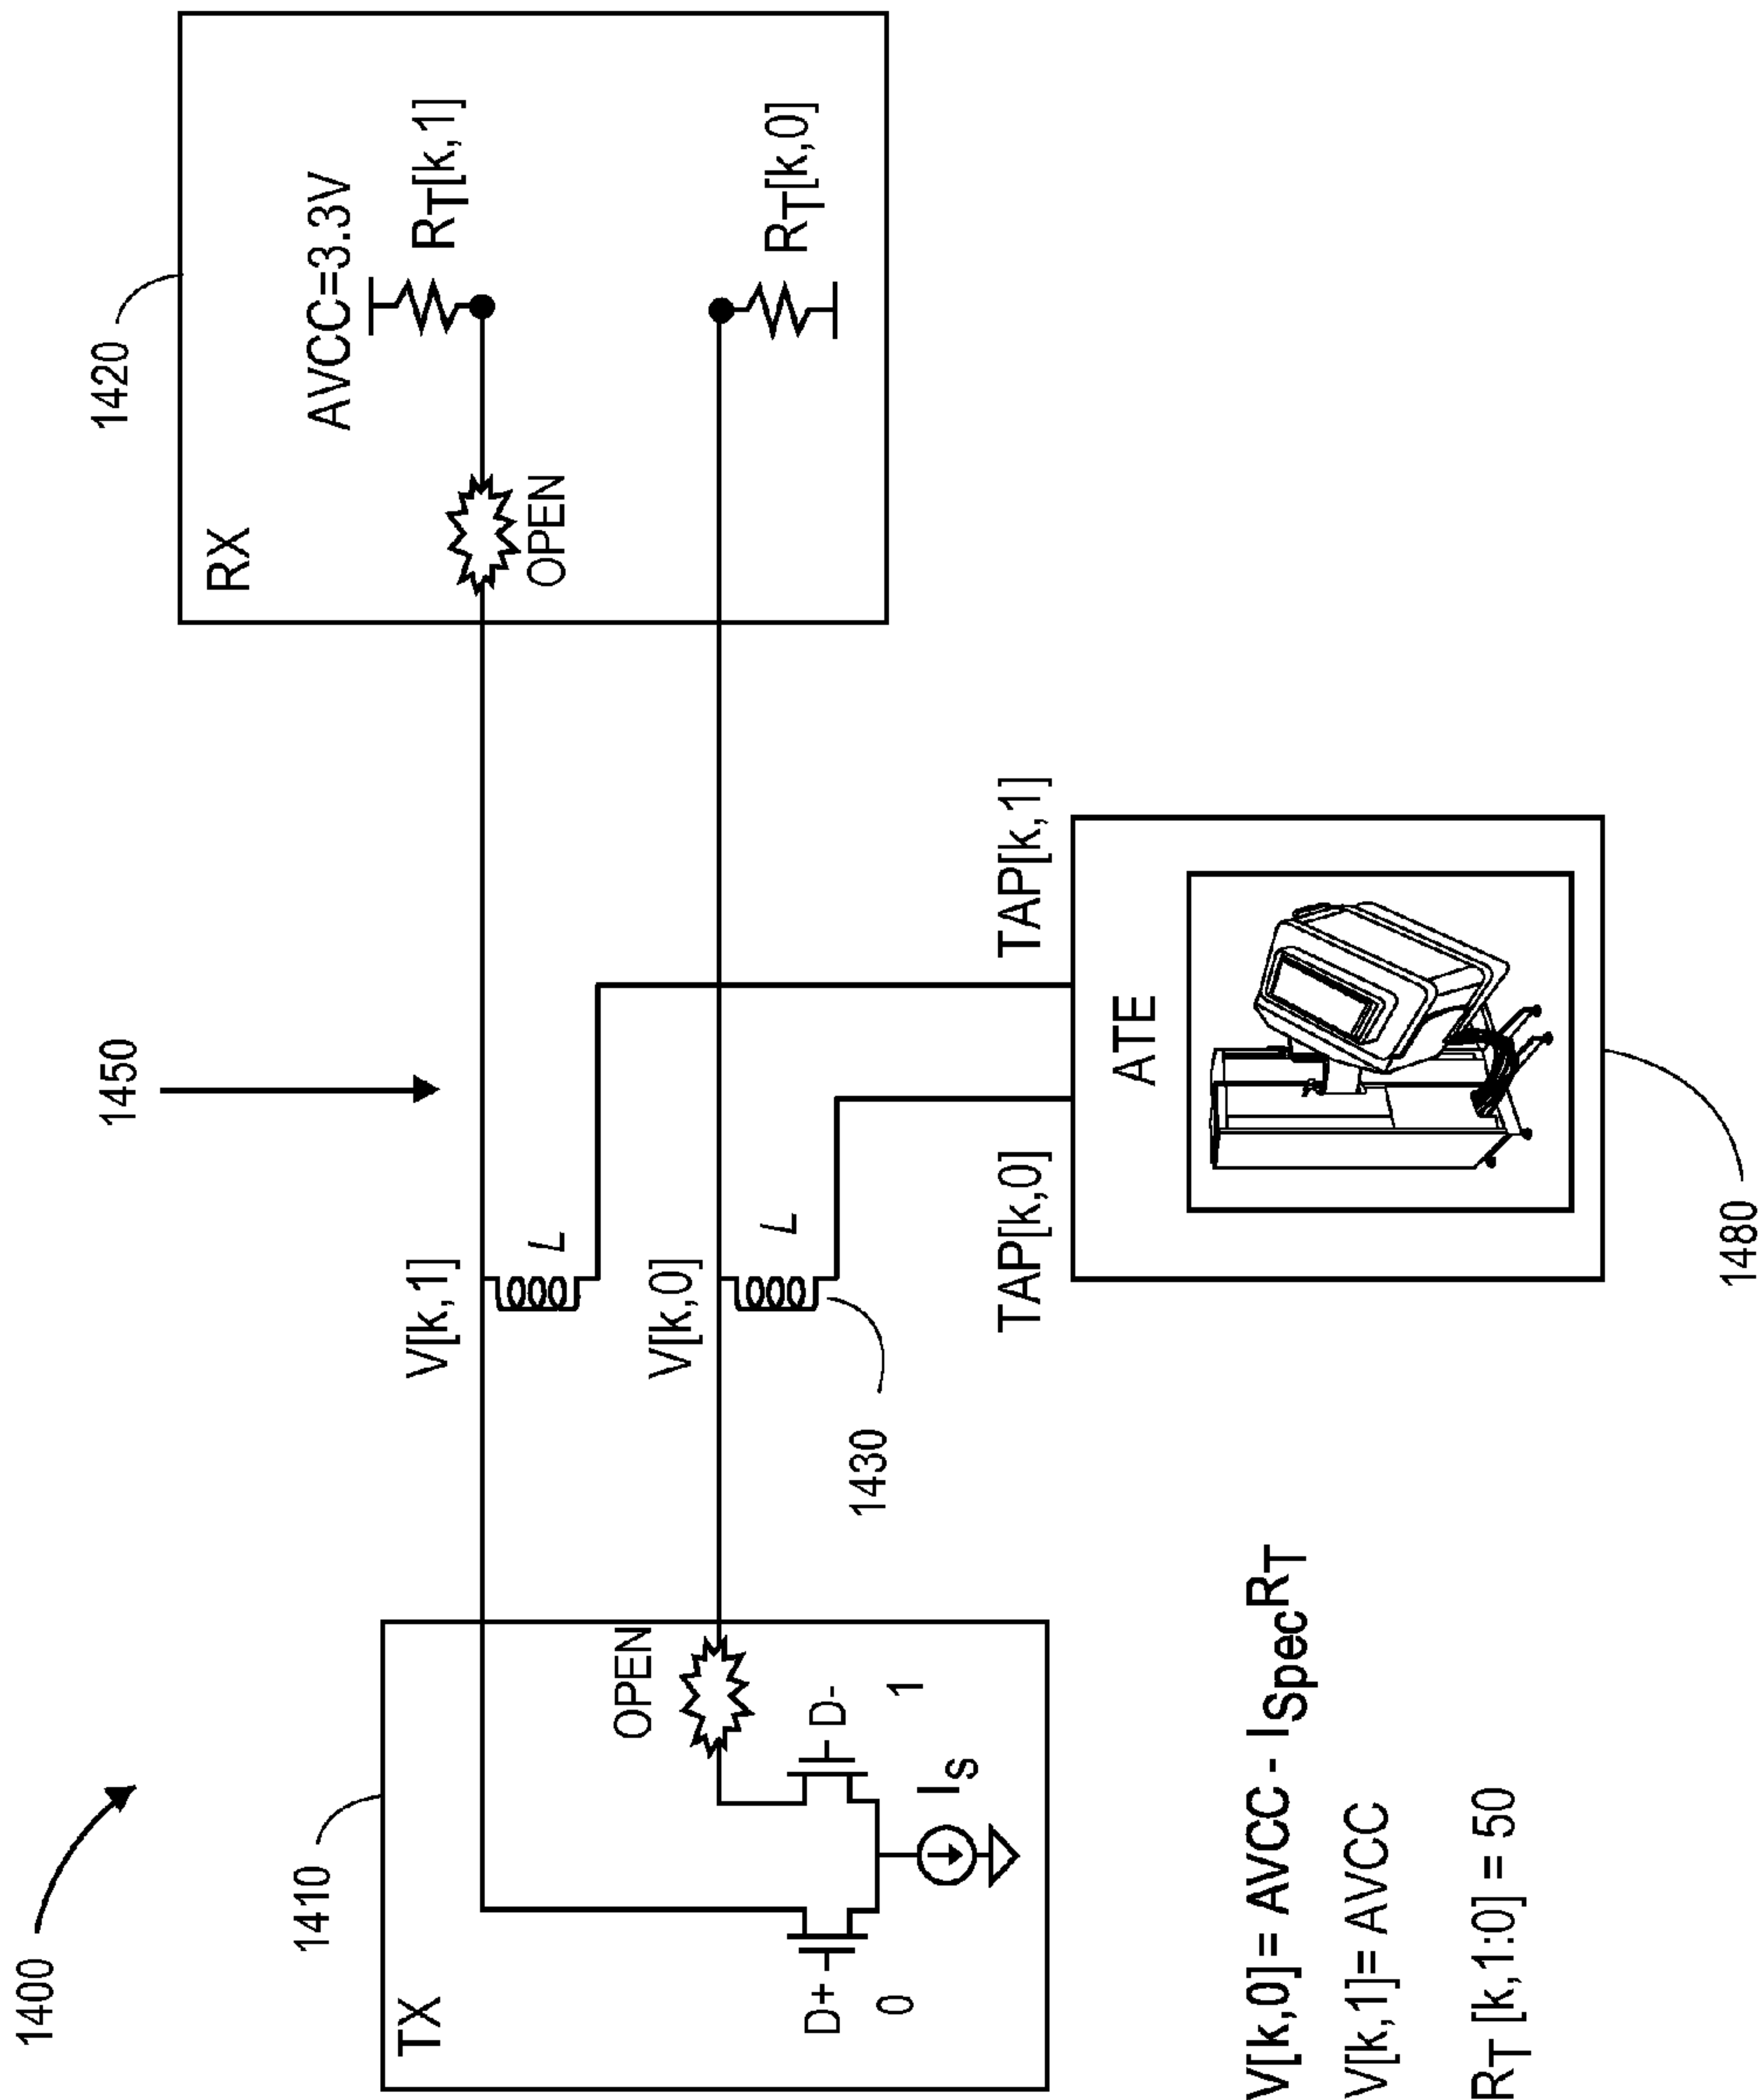 1400
1410
TX
D+
0
D-
1
IS
OPEN
V[k,1]
L
V[k,0]
L
1430
1450
TAP[k,0]
TAP[k,1]
ATE
1480
1420
RX
OPEN
AVCC=3.3V
RT[k,1]
RT[k,0]
V[k,0]= AVCC - ISpecRT
V[k,1]= AVCC
RT [k,1:0] = 50